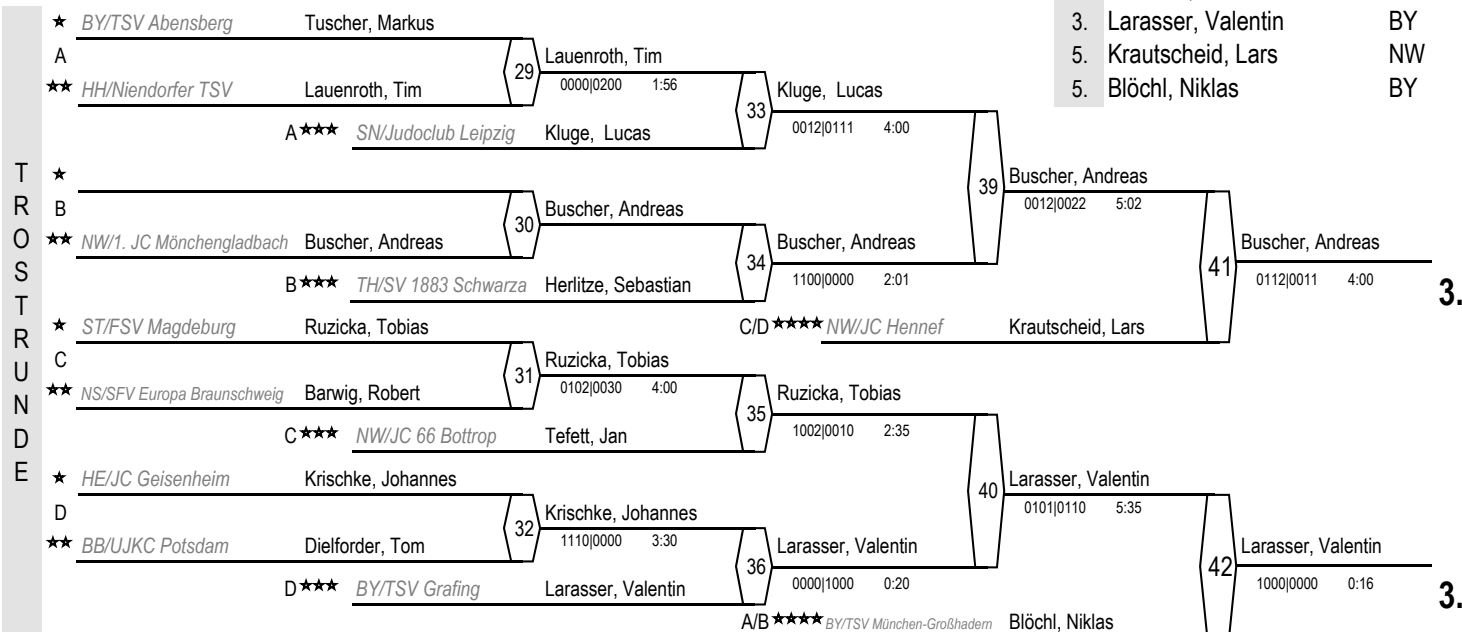 3. Larasser, Valentin BY
5. Krautscheid, Lars NW
5. Blöchl, Niklas BY
TROSTRUNDE
★ BY/TSV Abensberg Tuscher, Markus
A
29 Lauenroth, Tim
0000|0200 1:56
★★ HH/Niendorfer TSV Lauenroth, Tim
33 Kluge, Lucas
0012|0111 4:00
A★★★ SN/Judoclub Leipzig Kluge, Lucas
★
39 Buscher, Andreas
0012|0022 5:02
B
30 Buscher, Andreas
★★ NW/1. JC Mönchengladbach Buscher, Andreas
34 Buscher, Andreas
1100|0000 2:01
41 Buscher, Andreas
0112|0011 4:00
3.
B★★★ TH/SV 1883 Schwarza Herlitze, Sebastian
★ ST/FSV Magdeburg Ruzicka, Tobias
C/D★★★★ NW/JC Hennef Krautscheid, Lars
C
31 Ruzicka, Tobias
0102|0030 4:00
★★ NS/SFV Europa Braunschweig Barwig, Robert
35 Ruzicka, Tobias
1002|0010 2:35
C★★★ NW/JC 66 Bottrop Tefett, Jan
★ HE/JC Geisenheim Krischke, Johannes
40 Larasser, Valentin
0101|0110 5:35
D
32 Krischke, Johannes
1110|0000 3:30
★★ BB/UJKC Potsdam Dielforder, Tom
36 Larasser, Valentin
0000|1000 0:20
42 Larasser, Valentin
1000|0000 0:16
3.
D★★★ BY/TSV Grafing Larasser, Valentin
A/B★★★★ BY/TSV München-Großhadern Blöchl, Niklas